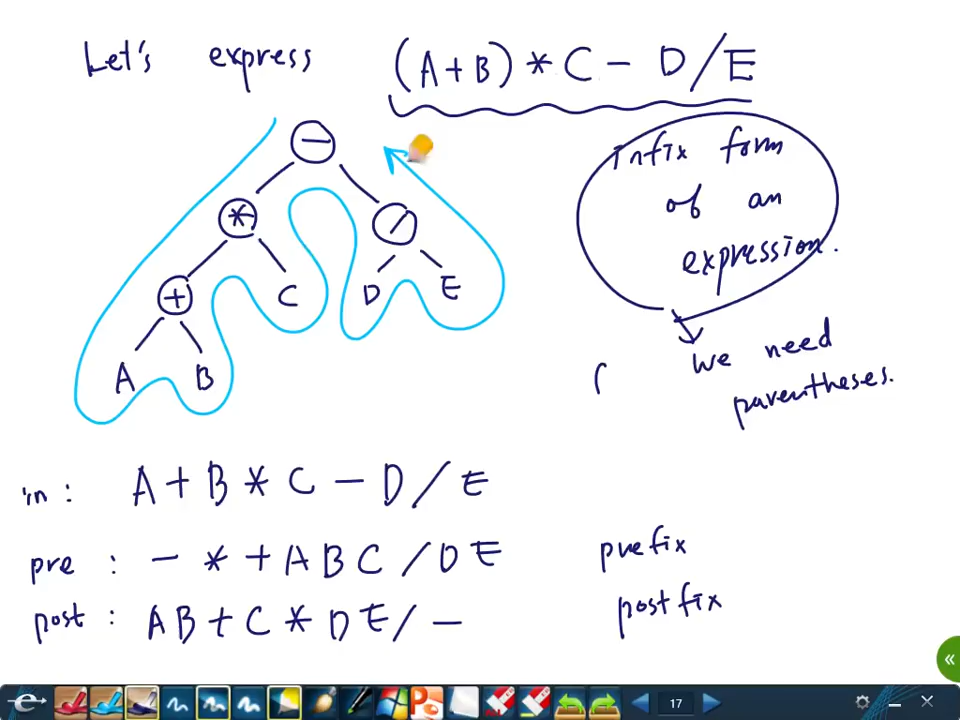 Let's express (A+B)*C-D/E
infix form
of an
expression.
-
*
/
+
C
D
E
A
B
( we need
parentheses.
in : A+B*C-D/E
pre : -*+ABC/DE prefix
post : AB+C*DE/- postfix
e
P
17
«